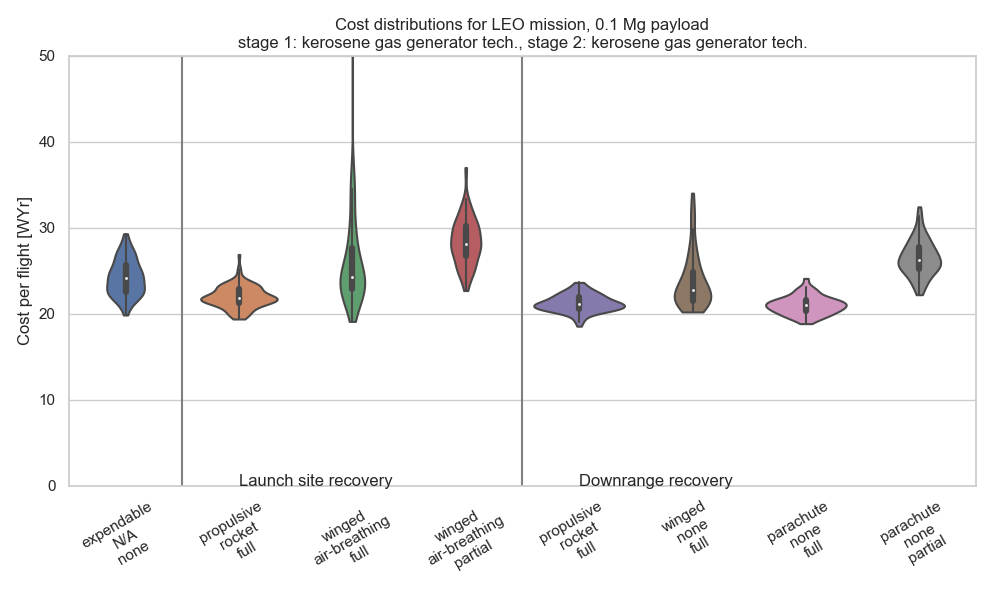 Cost distributions for LEO mission, 0.1 Mg payload
stage 1: kerosene gas generator tech., stage 2: kerosene gas generator tech.
Cost per flight [WYr]
50
40
30
20
10
0
Launch site recovery
Downrange recovery
expendable
N/A
none
propulsive
rocket
full
winged
air-breathing
full
winged
air-breathing
partial
propulsive
rocket
full
winged
none
full
parachute
none
full
parachute
none
partial